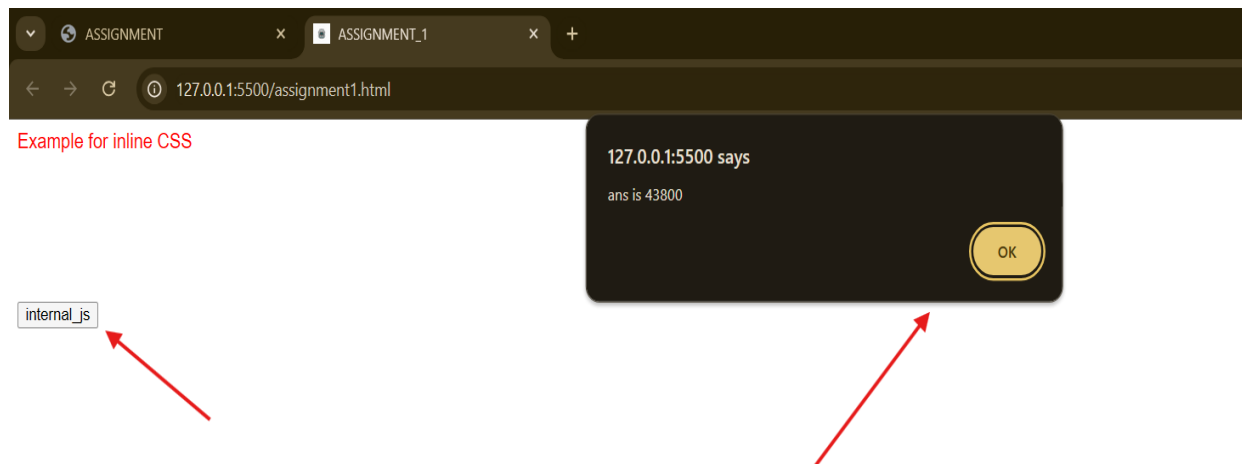 ASSIGNMENT
ASSIGNMENT_1
127.0.0.1:5500/assignment1.html
Example for inline CSS
127.0.0.1:5500 says
ans is 43800
OK
internal_js